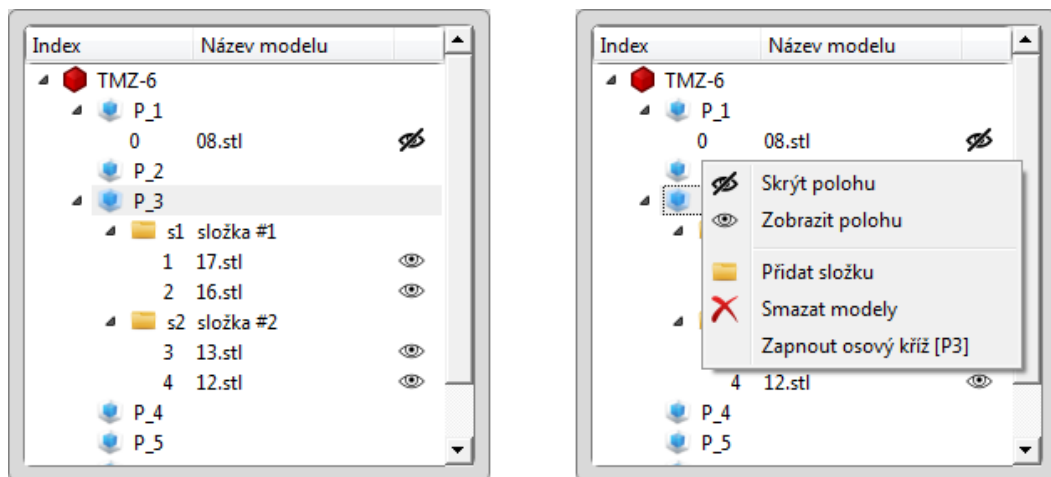 Index Název modelu
TMZ-6
P_1
0 08.stl
P_2
P_3
s1 složka #1
1 17.stl
2 16.stl
s2 složka #2
3 13.stl
4 12.stl
P_4
P_5
Index Název modelu
TMZ-6
P_1
0 08.stl
Skrýt polohu
Zobrazit polohu
Přidat složku
Smazat modely
Zapnout osový kříž [P3]
4 12.stl
P_4
P_5